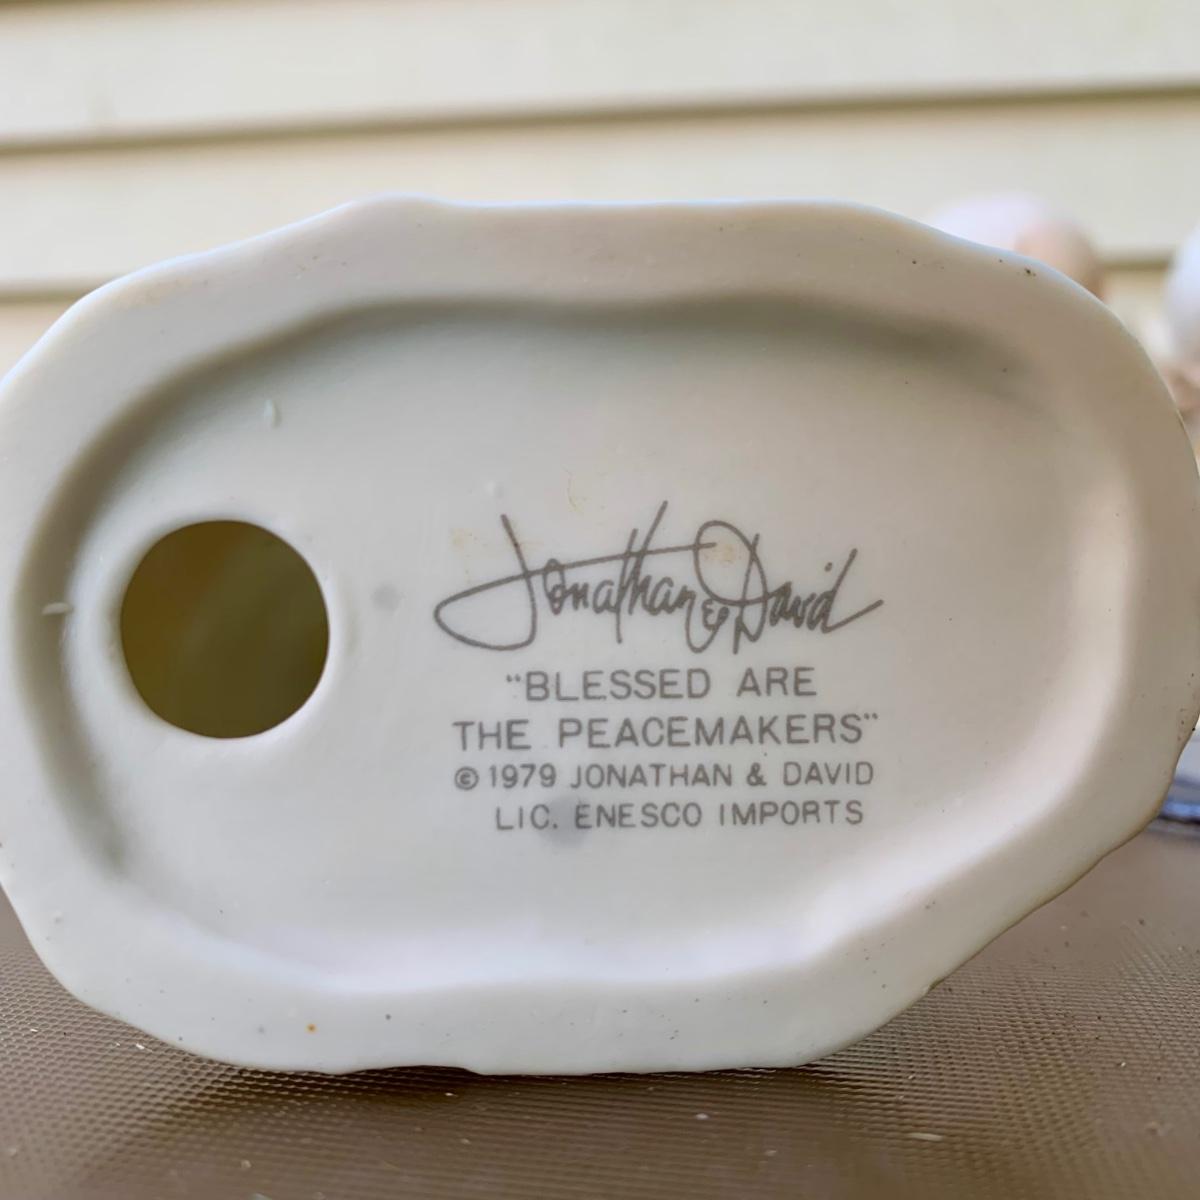 Jonathan & David
“BLESSED ARE
THE PEACEMAKERS”
© 1979 JONATHAN & DAVID
LIC. ENESCO IMPORTS